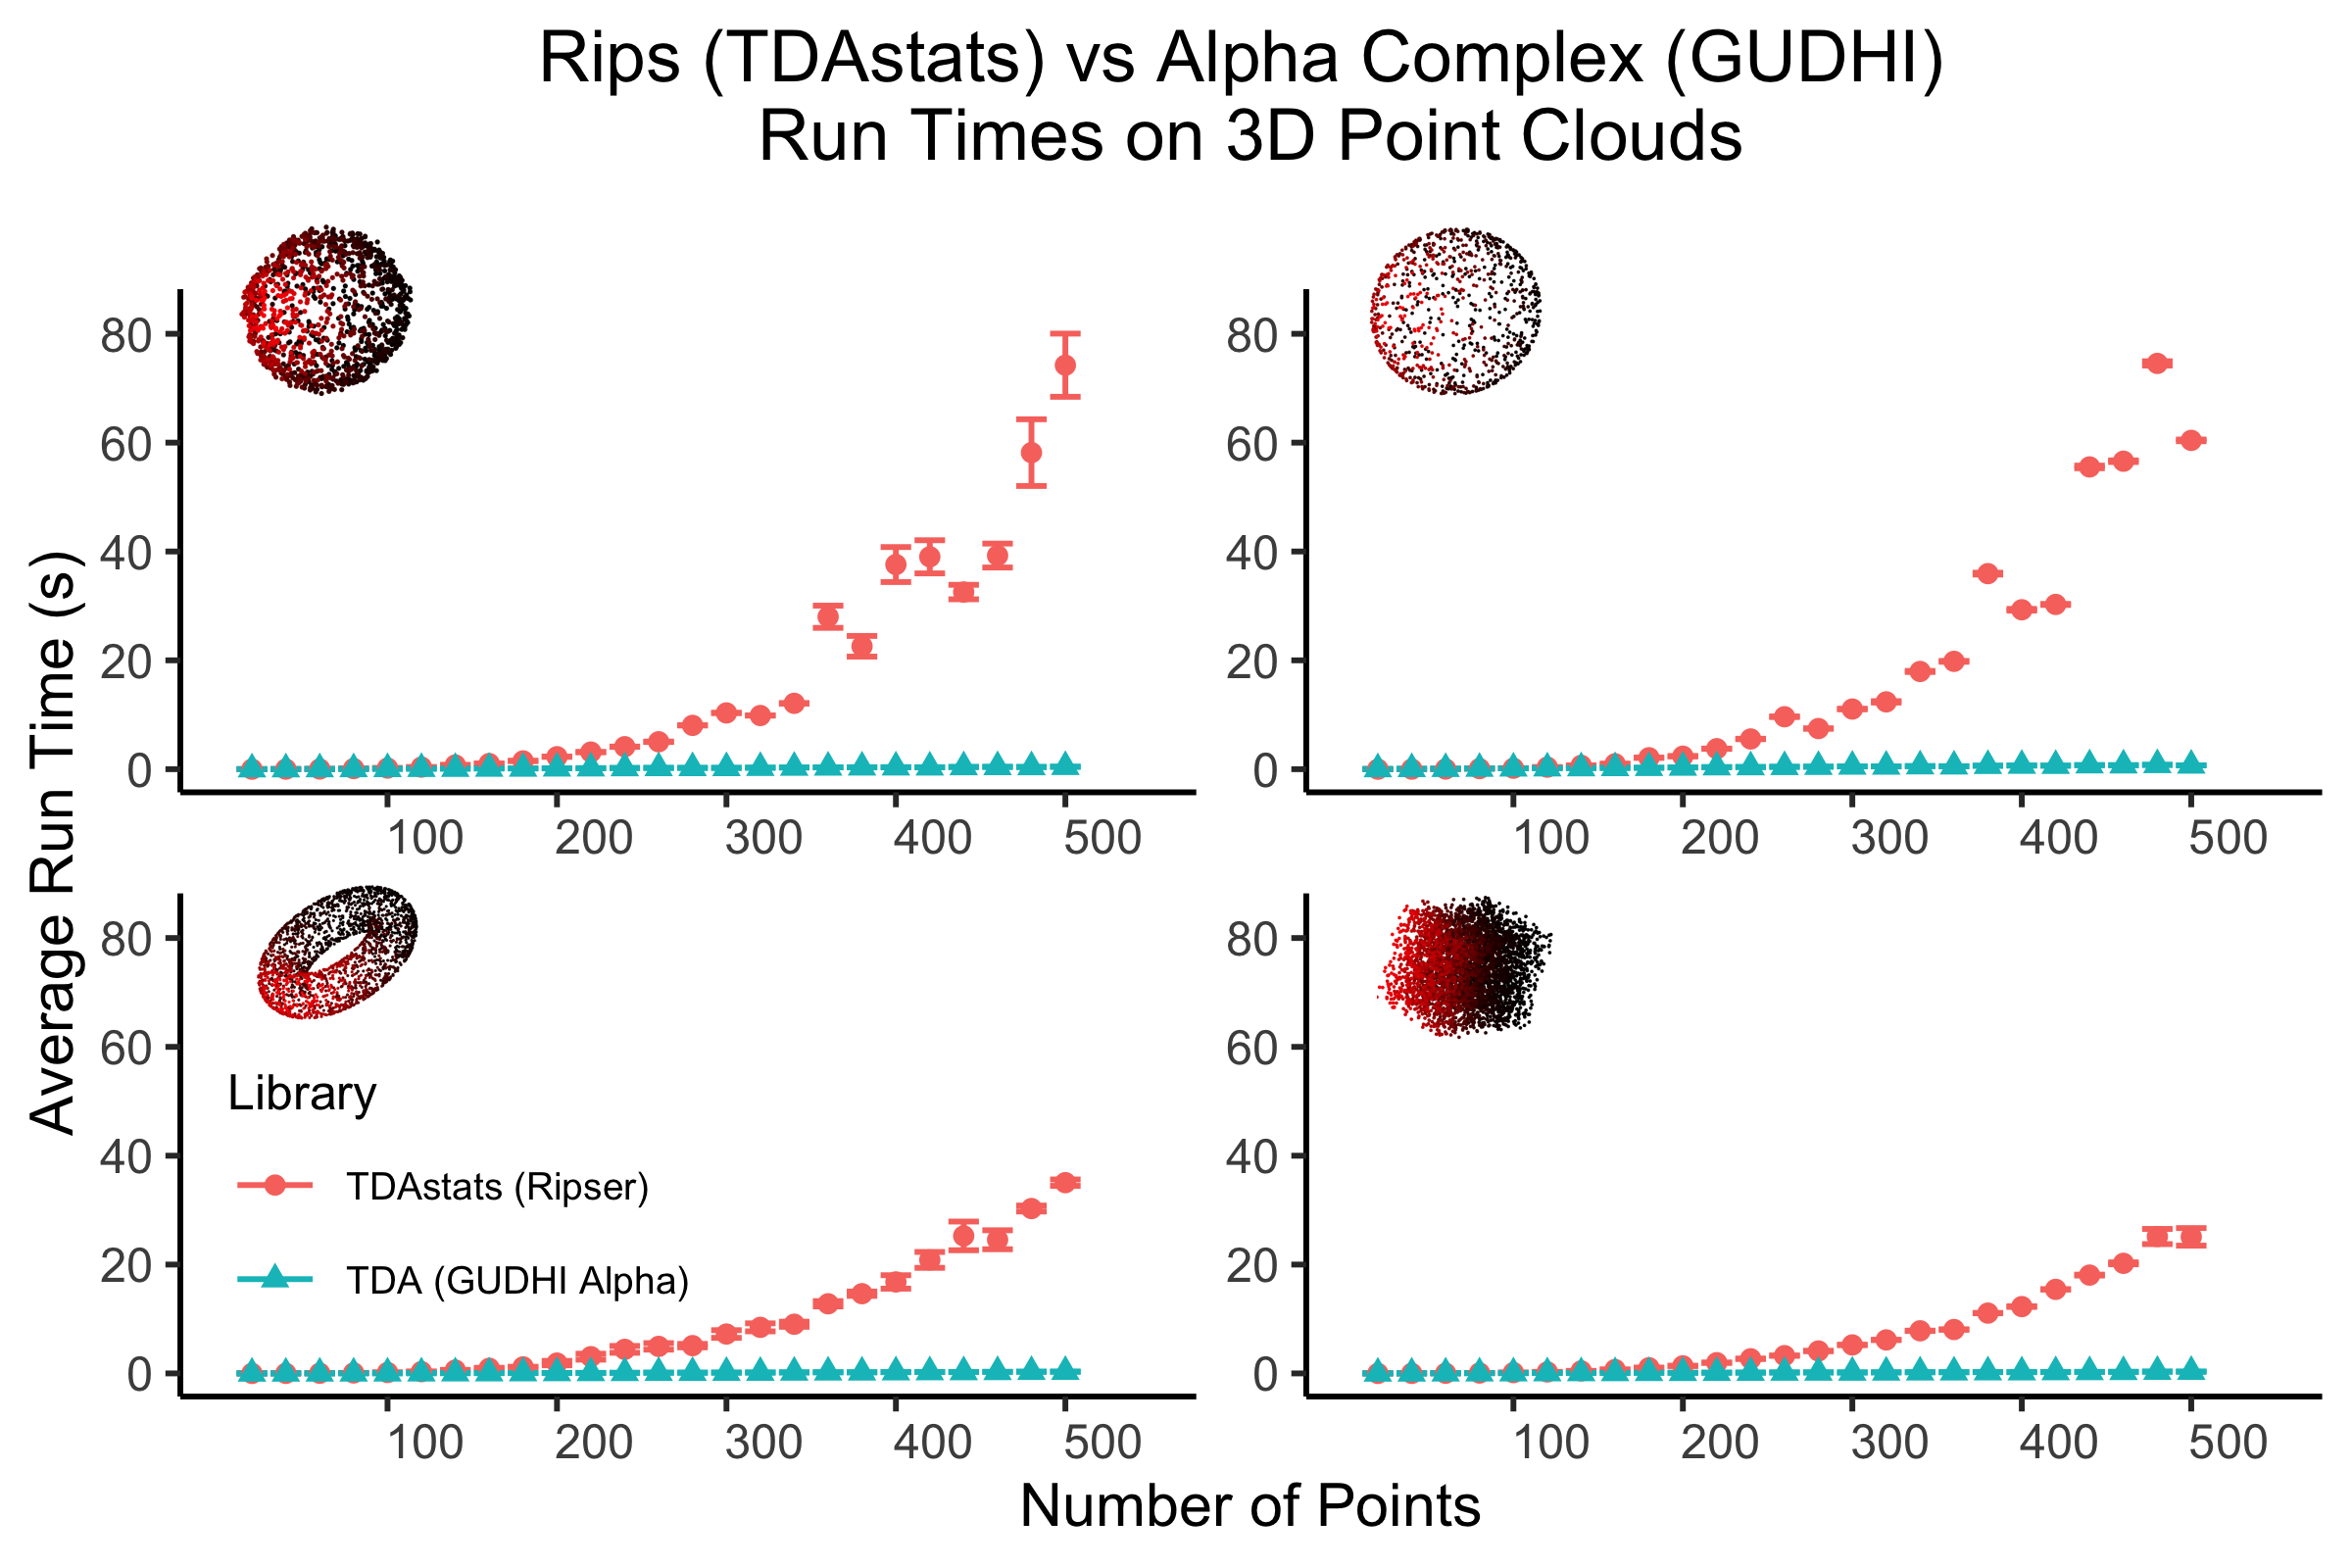 Rips (TDAstats) vs Alpha Complex (GUDHI)
Run Times on 3D Point Clouds
Average Run Time (s)
80
60
40
20
0
100 200 300 400 500
80
60
40
20
0
100 200 300 400 500
80
60
40
20
0
Library
TDAstats (Ripser)
TDA (GUDHI Alpha)
100 200 300 400 500
80
60
40
20
0
100 200 300 400 500
Number of Points